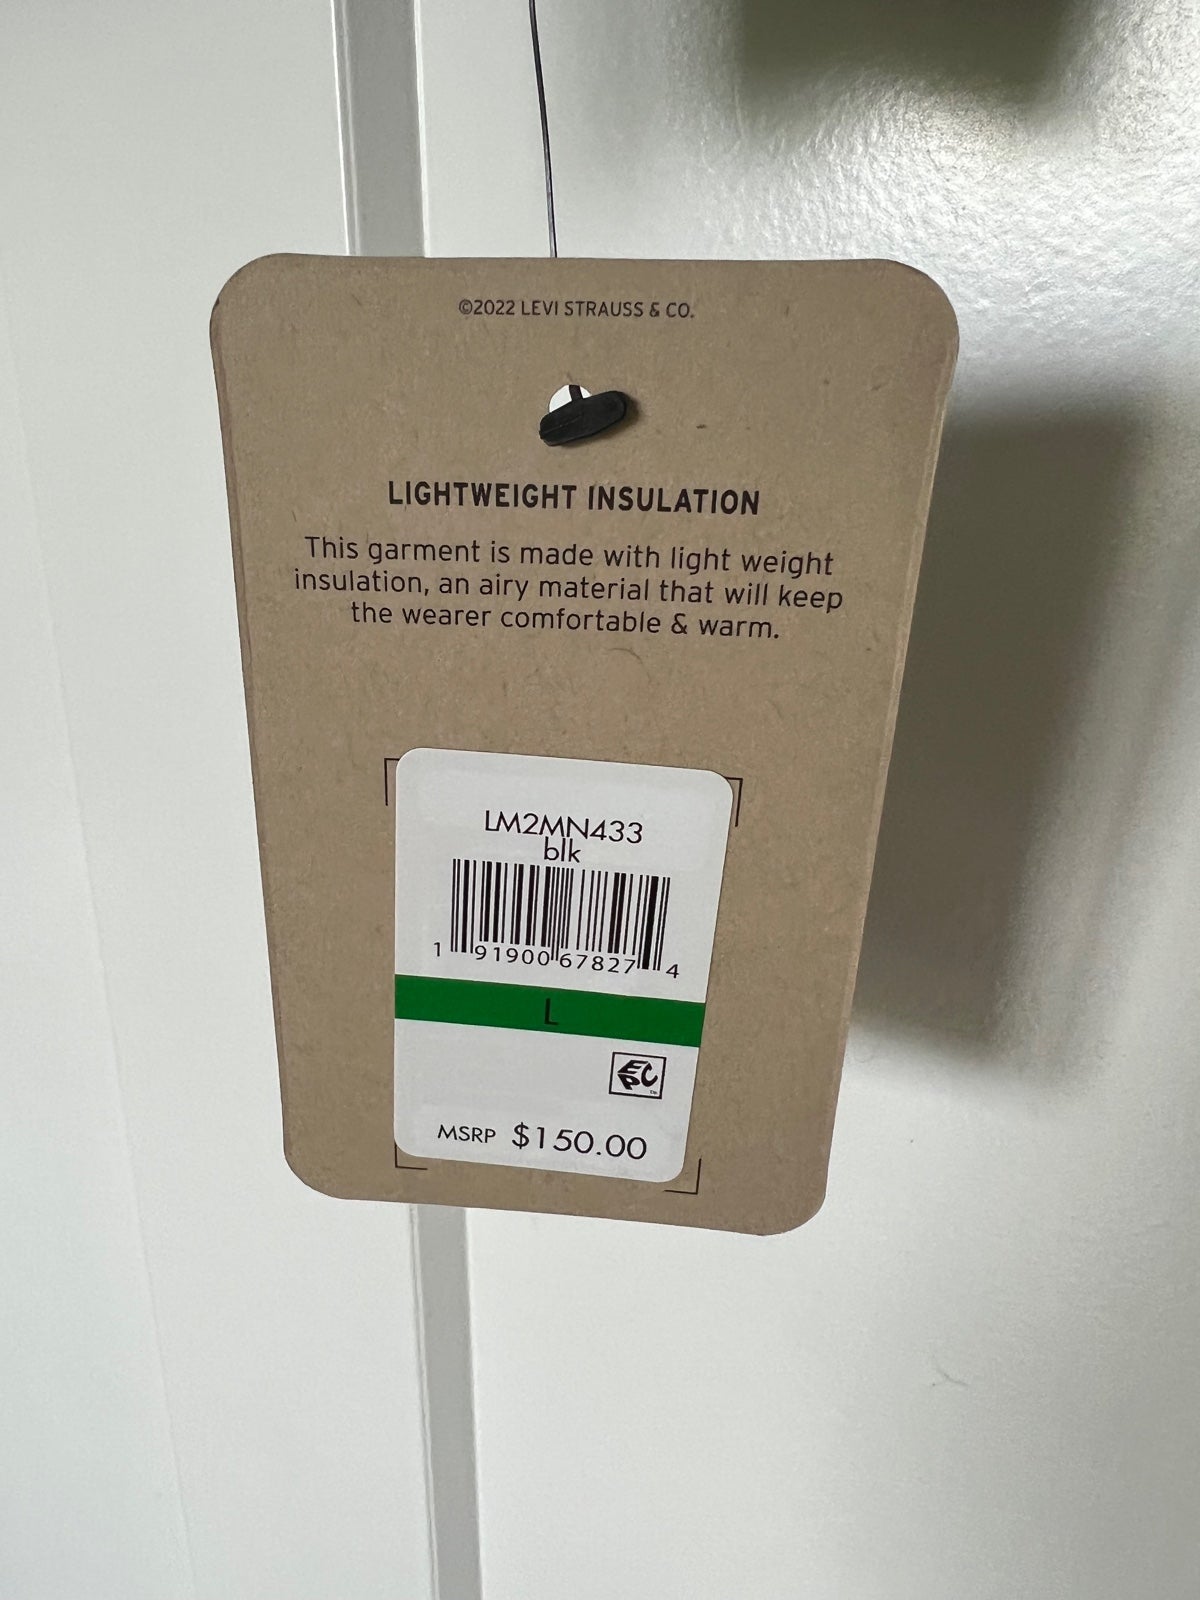 ©2022 LEVI STRAUSS & CO.
LIGHTWEIGHT INSULATION
This garment is made with light weight
insulation, an airy material that will keep
the wearer comfortable & warm.
LM2MN433
blk
1 91900 67827 4
L
EPC
MSRP $150.00